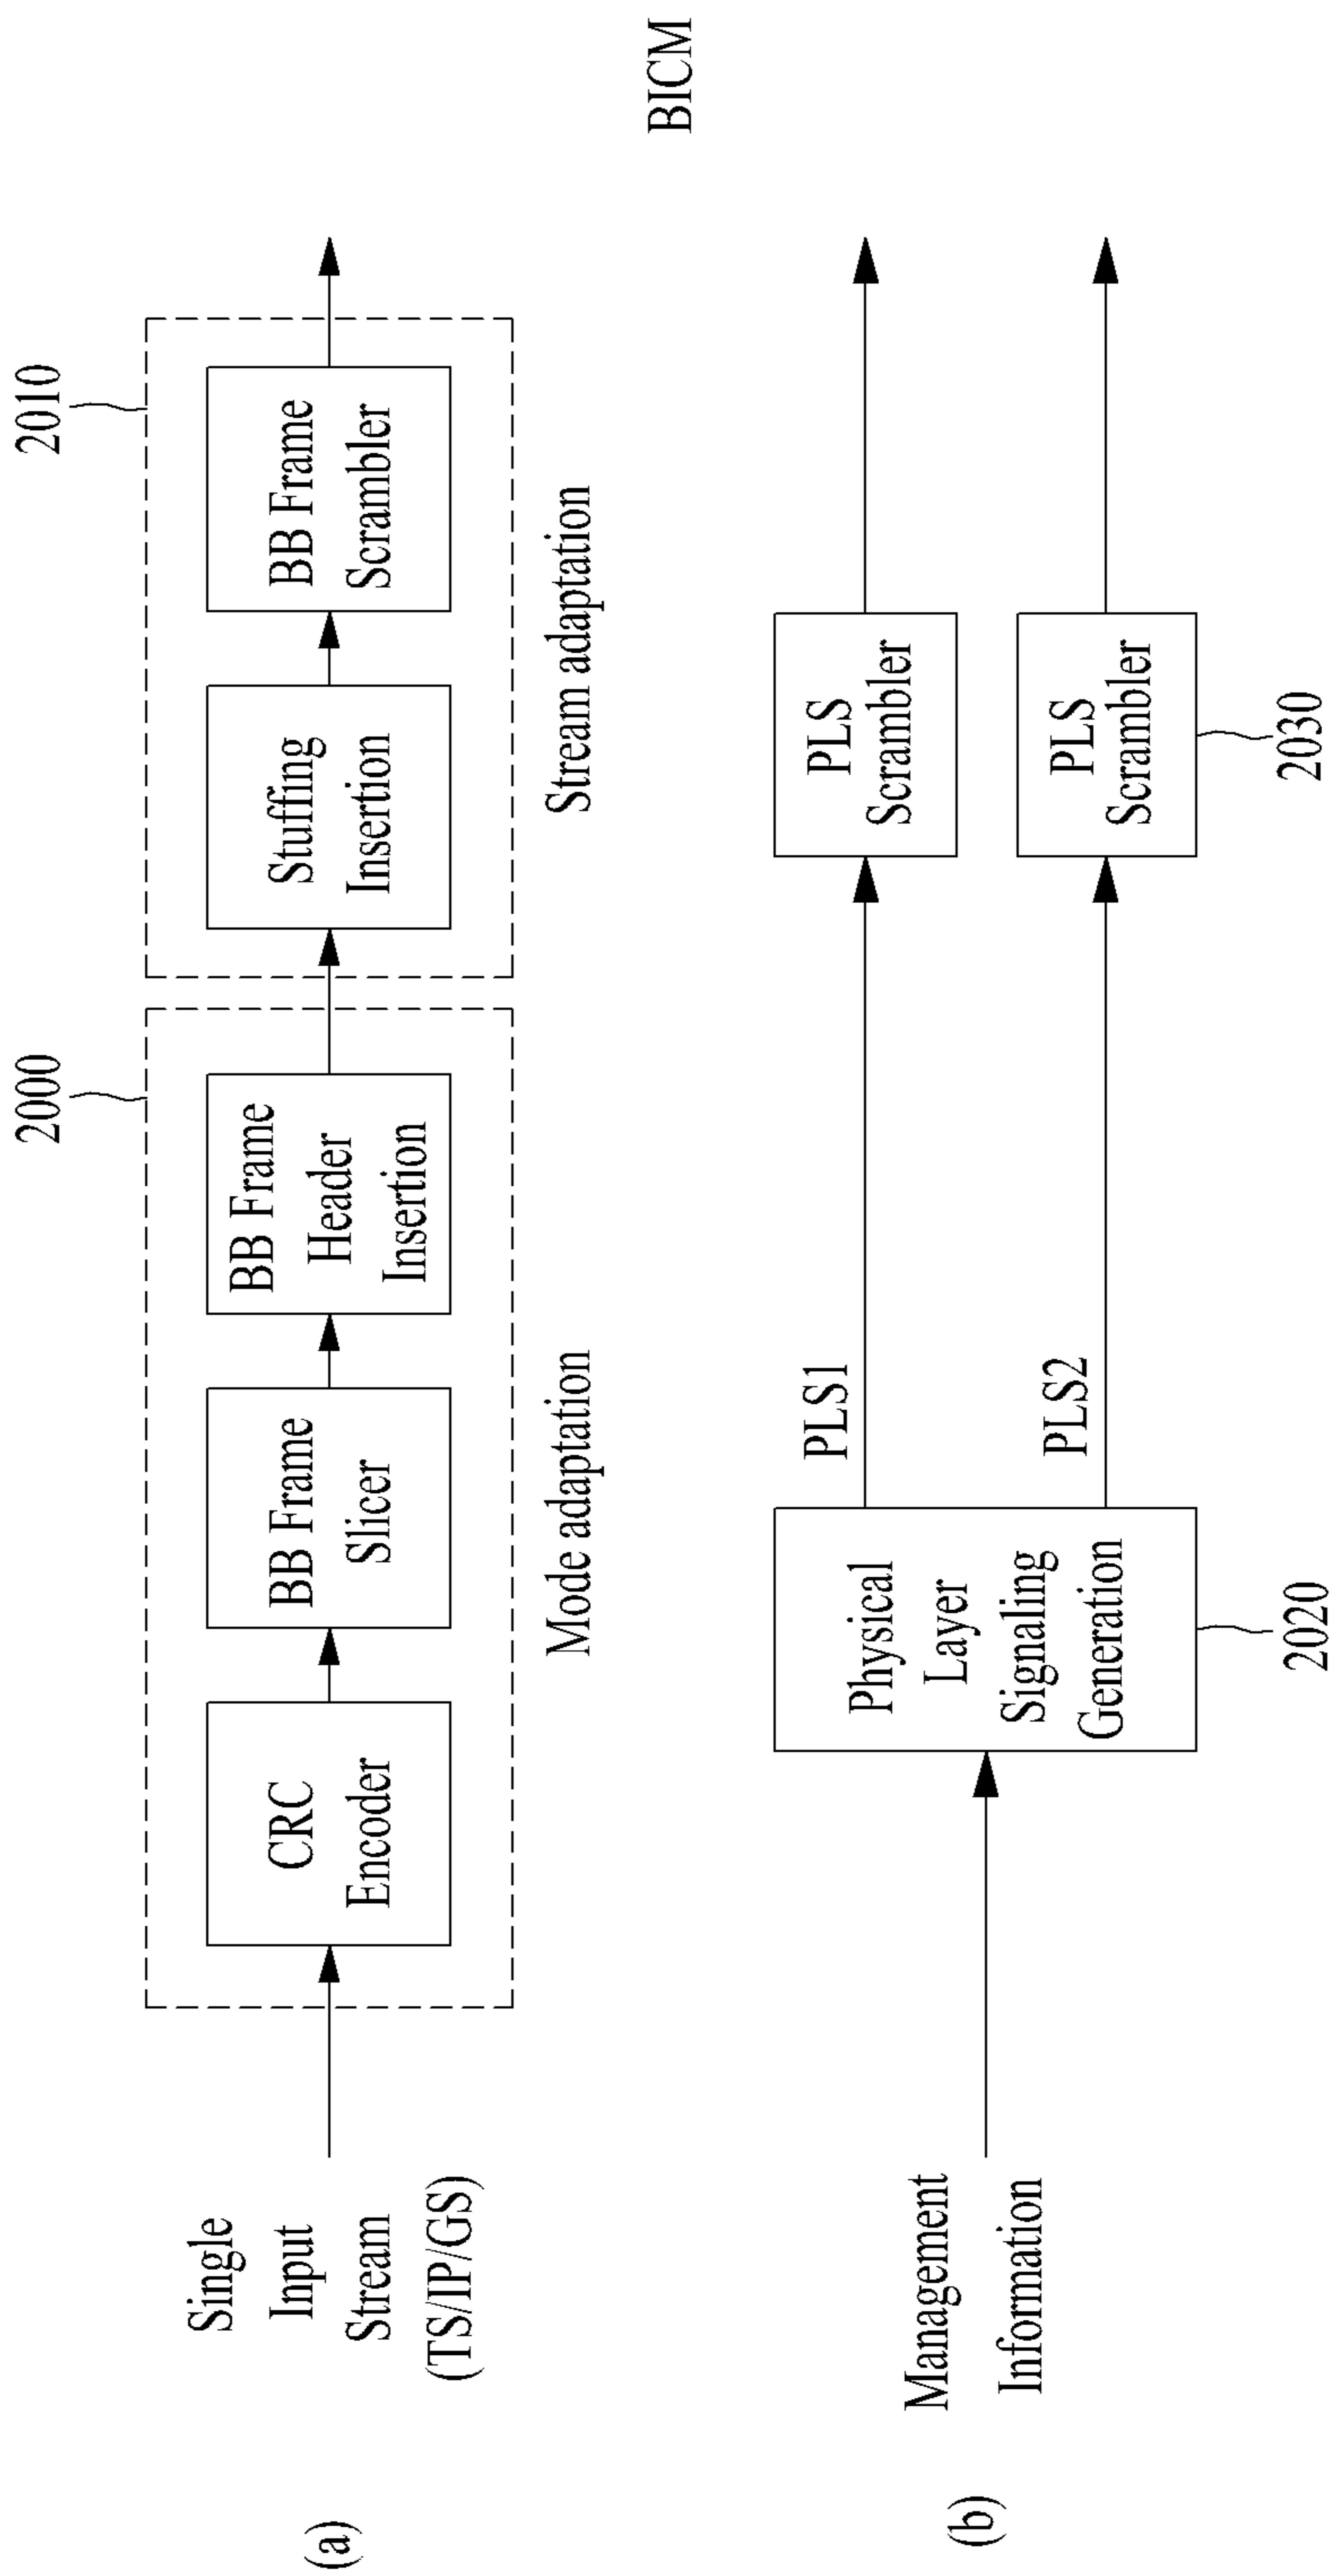 (a)
Single
Input
Stream
(TS/IP/GS)
CRC
Encoder
BB Frame
Slicer
BB Frame
Header
Insertion
2000
Mode adaptation
Stuffing
Insertion
BB Frame
Scrambler
2010
Stream adaptation
BICM
(b)
Management
Information
Physical
Layer
Signaling
Generation
2020
PLS1
PLS2
PLS
Scrambler
PLS
Scrambler
2030